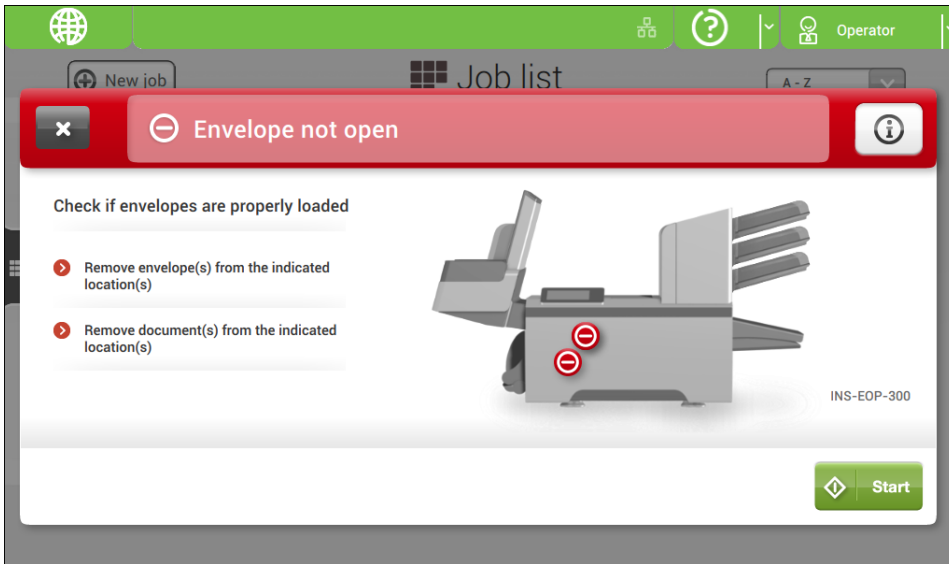 Operator
New job
Job list
A - Z
Envelope not open
Check if envelopes are properly loaded
Remove envelope(s) from the indicated
location(s)
Remove document(s) from the indicated
location(s)
INS-EOP-300
Start